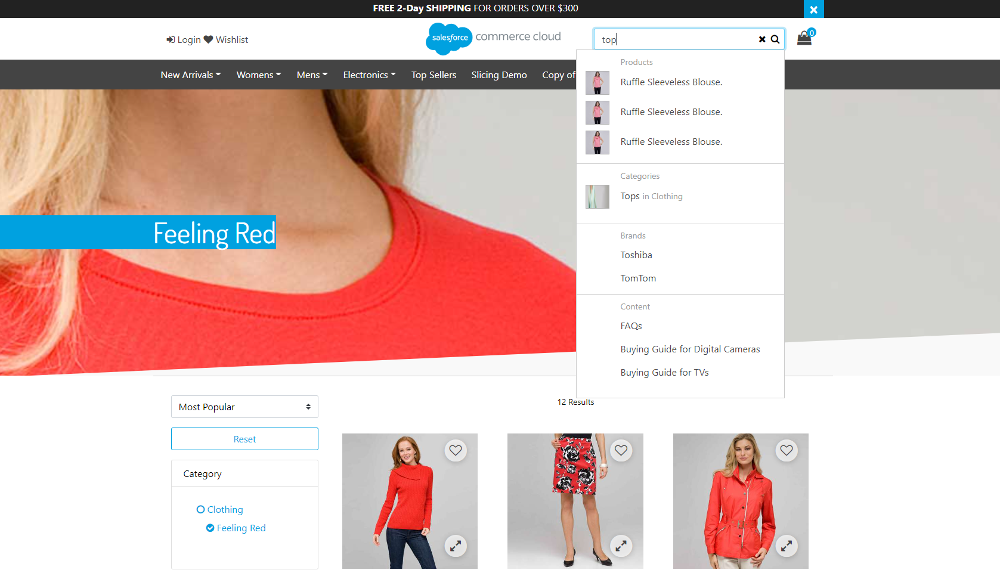 FREE 2-Day SHIPPING FOR ORDERS OVER $300
Login Wishlist
salesforce commerce cloud
top
0
New Arrivals Womens Mens Electronics Top Sellers Slicing Demo Copy of
Products
Ruffle Sleeveless Blouse.
Ruffle Sleeveless Blouse.
Ruffle Sleeveless Blouse.
Categories
Tops in Clothing
Brands
Toshiba
TomTom
Content
FAQs
Buying Guide for Digital Cameras
Buying Guide for TVs
Feeling Red
12 Results
Most Popular
Reset
Category
Clothing
Feeling Red